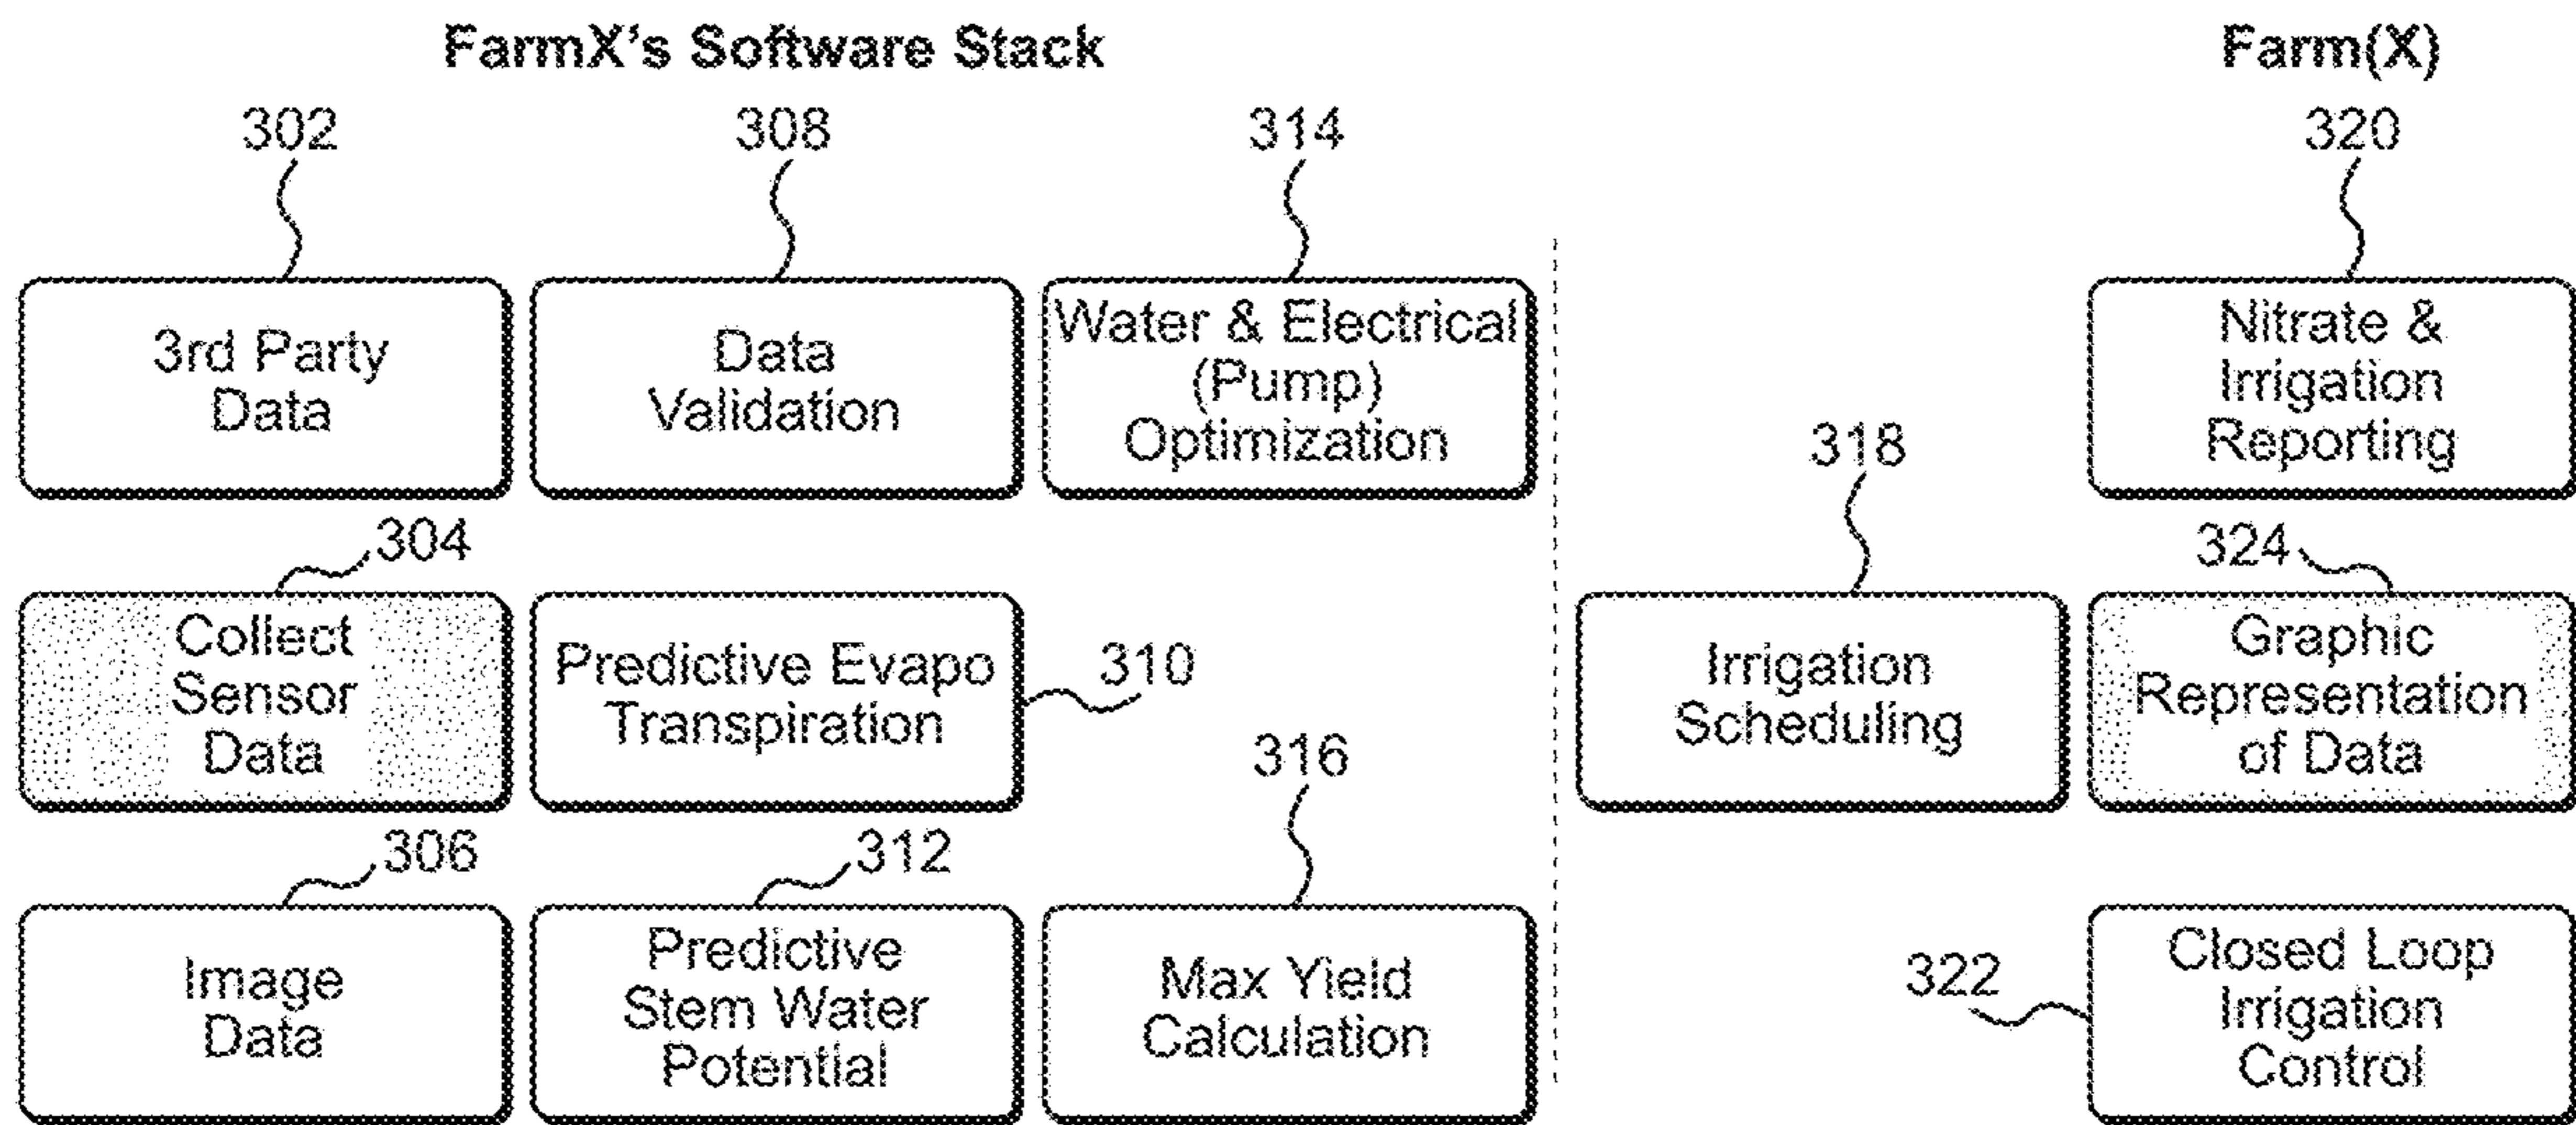 FarmX's Software Stack
Farm(X)
302
308
314
320
3rd Party
Data
Data
Validation
Water & Electrical
(Pump)
Optimization
Nitrate &
Irrigation
Reporting
318
304
324
Collect
Sensor
Data
Predictive Evapo
Transpiration
310
Irrigation
Scheduling
Graphic
Representation
of Data
316
306
312
Image
Data
Predictive
Stem Water
Potential
Max Yield
Calculation
322
Closed Loop
Irrigation
Control